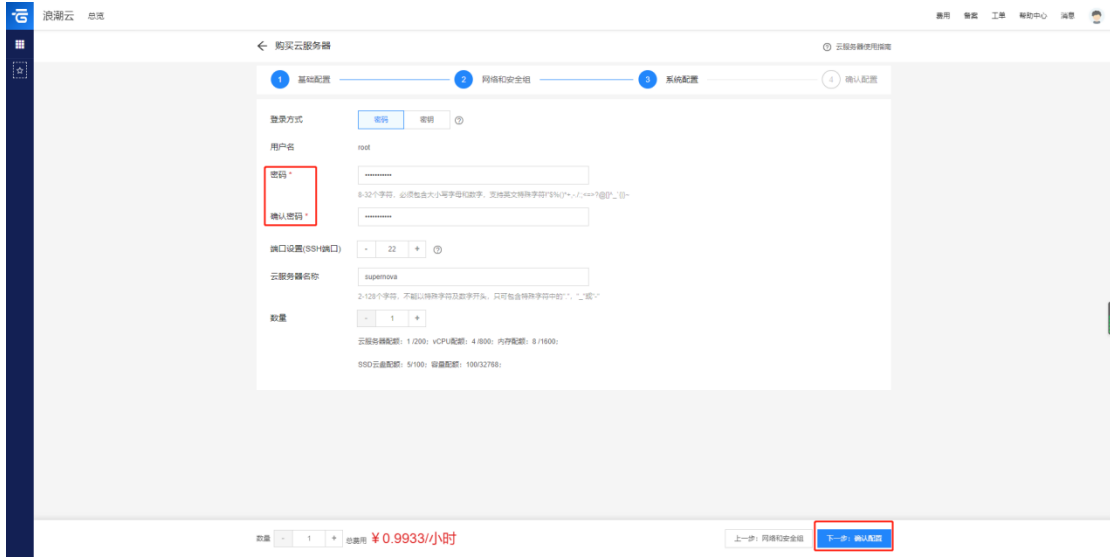 浪潮云 总览 费用 备案 工单 帮助中心 消息
购买云服务器 云服务器使用指南
1 基础配置 2 网络和安全组 3 系统配置 4 确认配置
登录方式 密码 密钥
用户名 root
密码 * •••••••••••
8-32个字符，必须包含大小写字母和数字，支持英文特殊字符
确认密码 * •••••••••••
端口设置(SSH端口) - 22 +
云服务器名称 supernova
2-128个字符，不能以特殊字符及数字开头，只可包含特殊字符中的".", "_"或"-"
数量 - 1 +
云服务器配额：1 /200；vCPU配额：4 /800；内存配额：8 /1600；
SSD云盘配额：5/100；容量配额：100/32768；
数量 - 1 + 总费用 ¥ 0.9933/小时 上一步：网络和安全组 下一步：确认配置